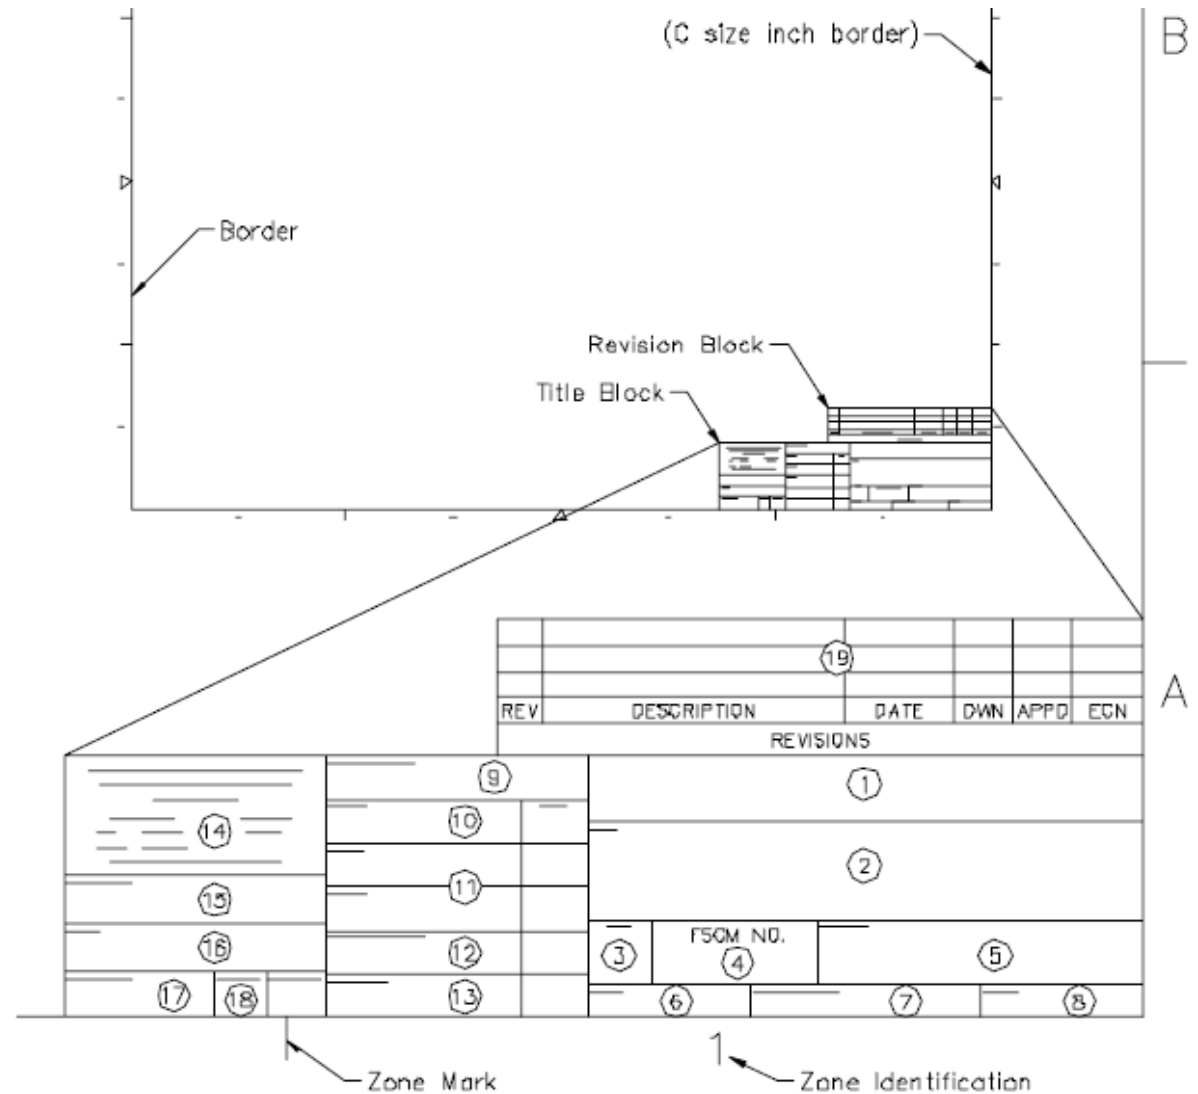 (C size inch border)
B
Border
Revision Block
Title Block
19
A
REV DESCRIPTION DATE DWN APPD ECN
REVISIONS
9
1
10
14
2
11
15
FSCM NO.
16
12
3
4
5
17
18
13
6
7
8
1
Zone Mark
Zone Identification